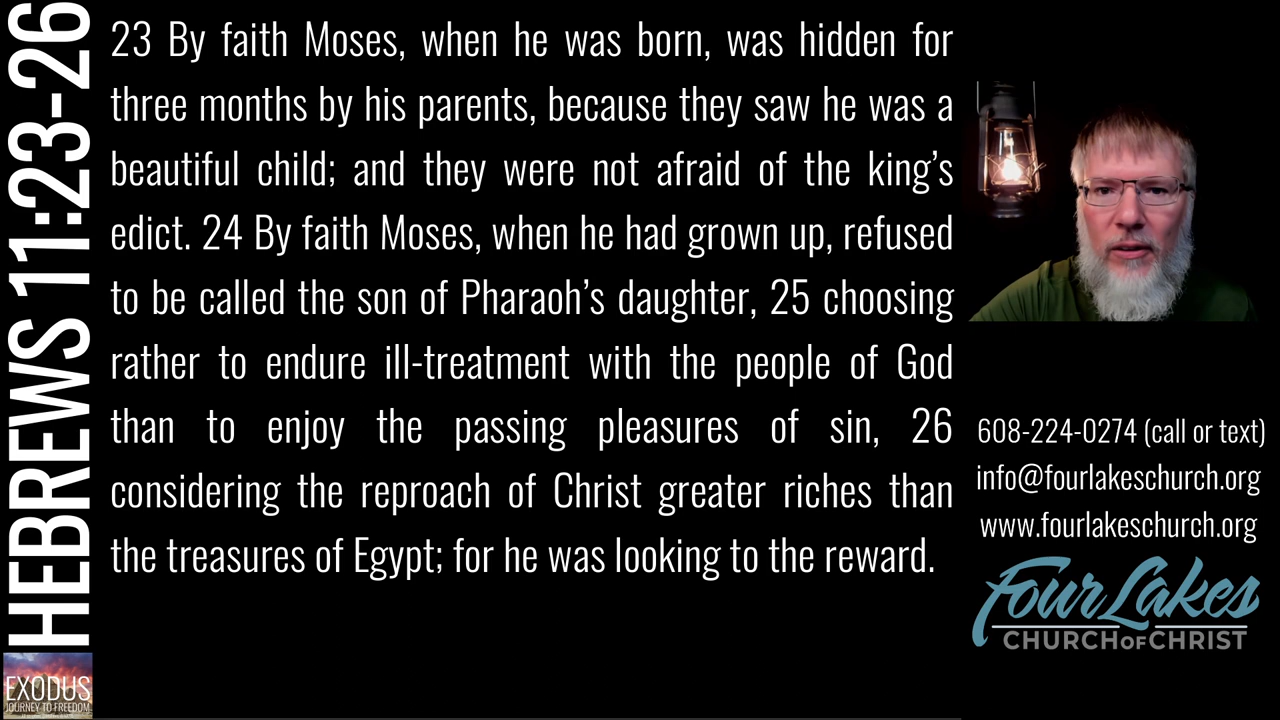 HEBREWS 11:23-26
23 By faith Moses, when he was born, was hidden for
three months by his parents, because they saw he was a
beautiful child; and they were not afraid of the king’s
edict. 24 By faith Moses, when he had grown up, refused
to be called the son of Pharaoh’s daughter, 25 choosing
rather to endure ill-treatment with the people of God
than to enjoy the passing pleasures of sin, 26
considering the reproach of Christ greater riches than
the treasures of Egypt; for he was looking to the reward.
608-224-0274 (call or text)
info@fourlakeschurch.org
www.fourlakeschurch.org
Four Lakes
CHURCH OF CHRIST
EXODUS
JOURNEY TO FREEDOM